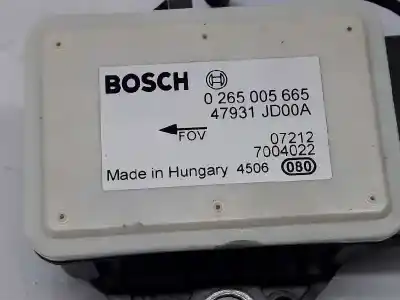 BOSCH
0 265 005 665
47931 JD00A
FOV
07212
7004022
Made in Hungary 4506 080